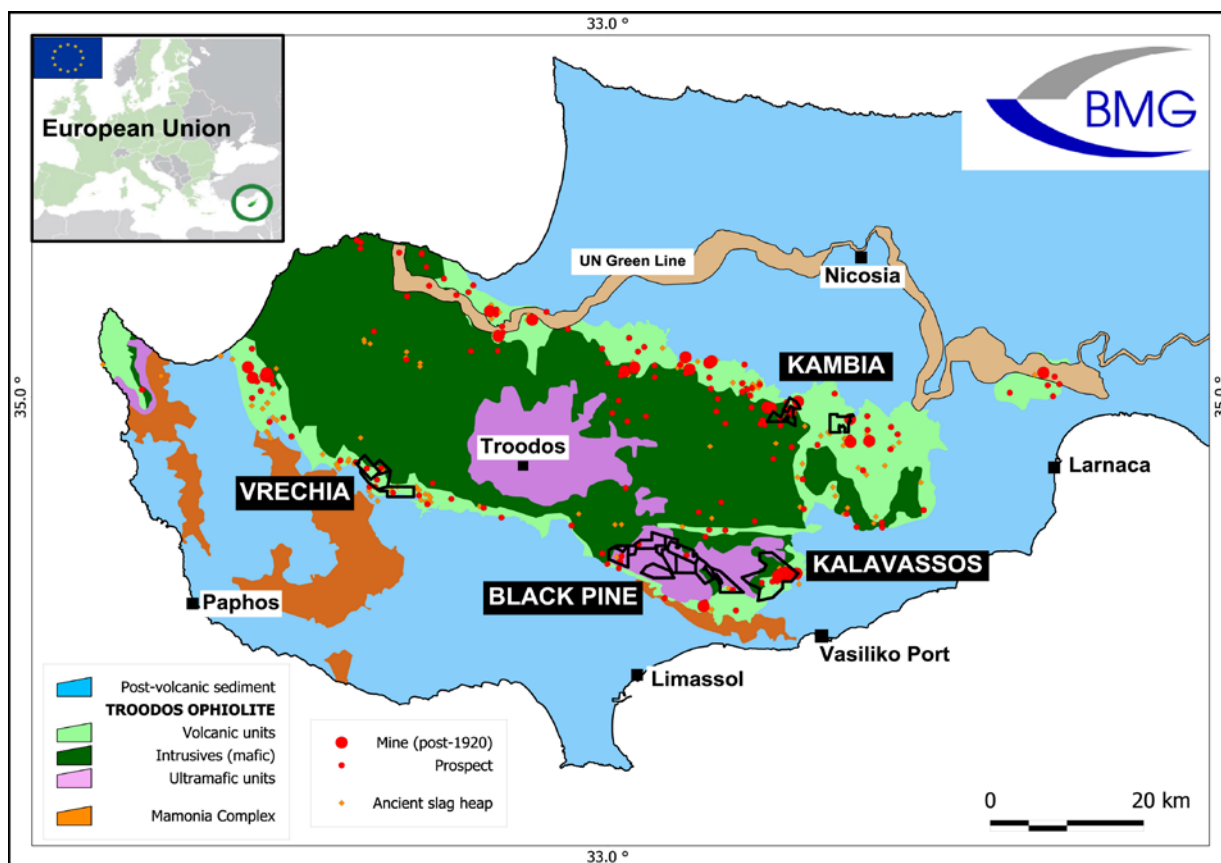 33.0 °
European Union
BMG
UN Green Line
Nicosia
KAMBIA
35.0 °
35.0 °
Troodos
Larnaca
VRECHIA
KALAVASSOS
BLACK PINE
Paphos
Vasiliko Port
Limassol
Post-volcanic sediment
TROODOS OPHIOLITE
Volcanic units
Intrusives (mafic)
Ultramafic units
Mamonia Complex
Mine (post-1920)
Prospect
Ancient slag heap
0 20 km
33.0 °